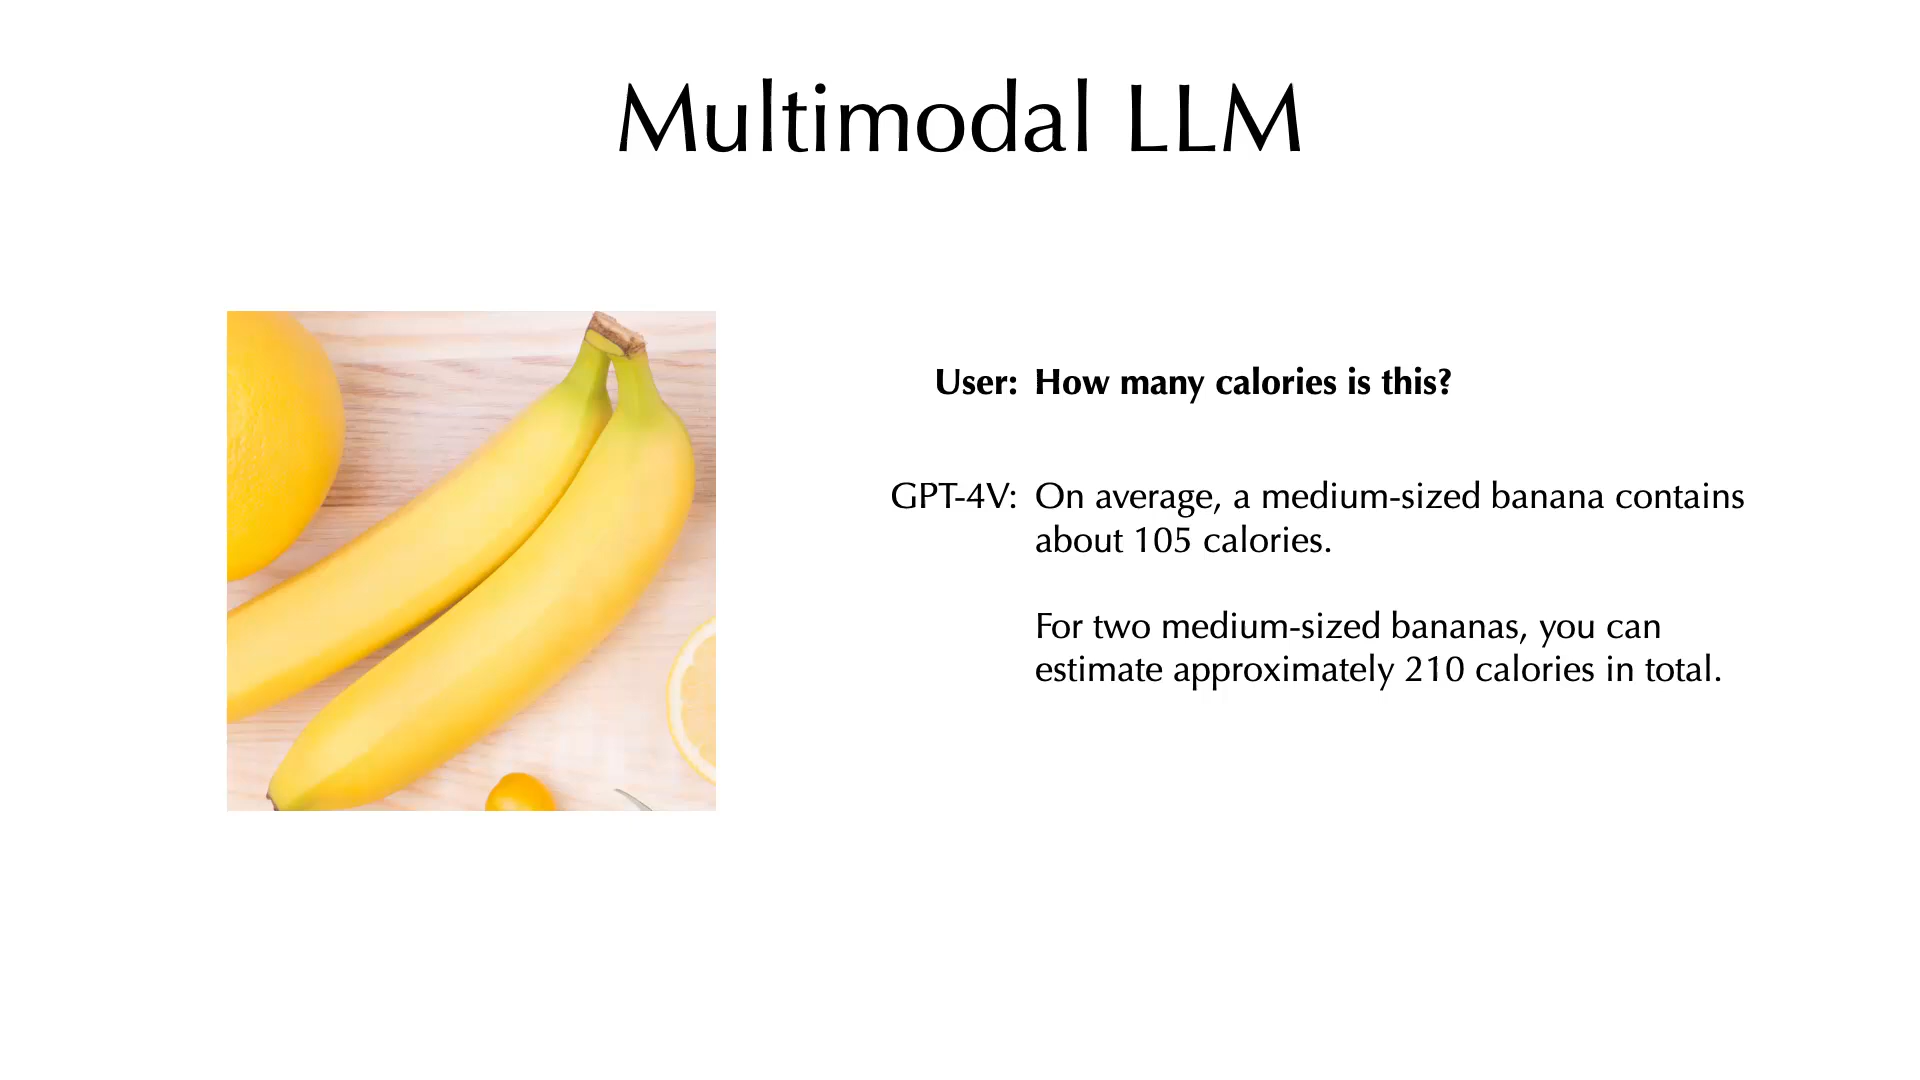 Multimodal LLM
User: How many calories is this?
GPT-4V: On average, a medium-sized banana contains
about 105 calories.
For two medium-sized bananas, you can
estimate approximately 210 calories in total.